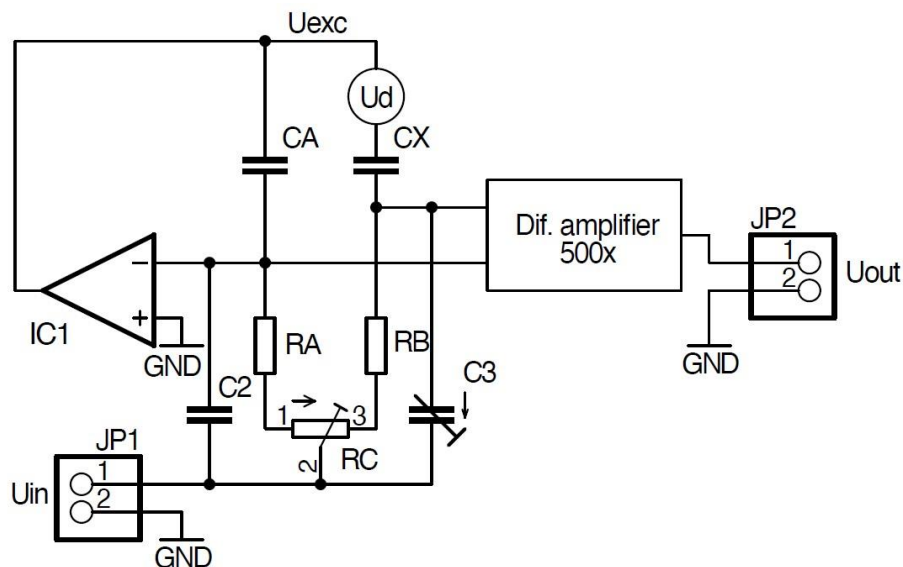 Uexc
Ud
CA
CX
Dif. amplifier
500x
JP2
1
2
Uout
GND
−
+
IC1
GND
RA
RB
C2
C3
1
3
2
RC
JP1
1
2
Uin
GND